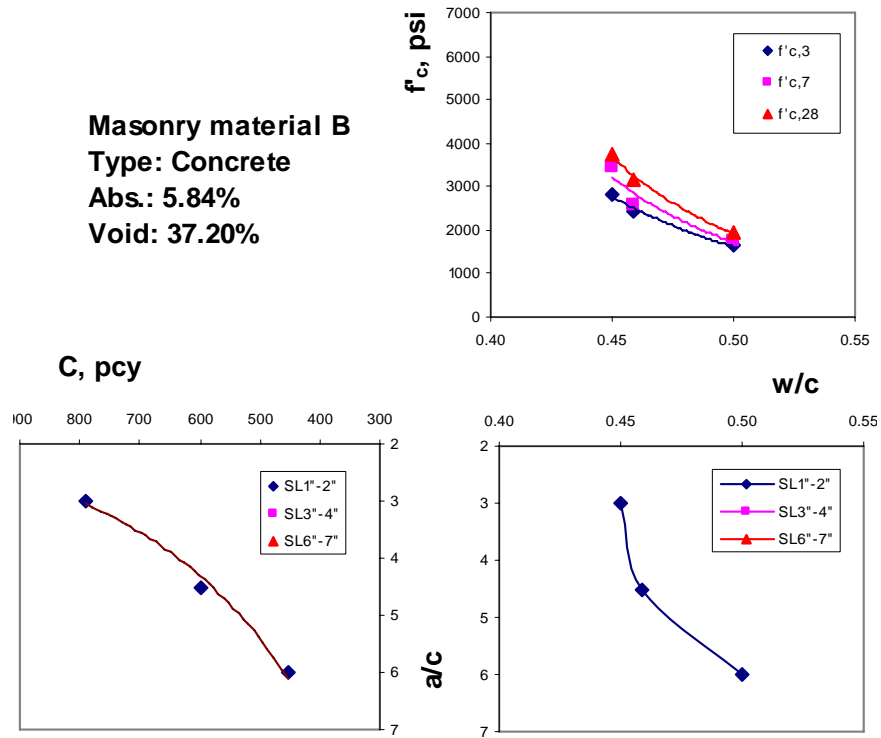 Masonry material B
Type: Concrete
Abs.: 5.84%
Void: 37.20%
f'c, psi
7000
6000
5000
4000
3000
2000
1000
0
0.40 0.45 0.50 0.55
f'c,3
f'c,7
f'c,28
w/c
C, pcy
00 800 700 600 500 400 300
2
3
4
5
6
7
SL1"-2"
SL3"-4"
SL6"-7"
a/c
0.40 0.45 0.50 0.55
2
3
4
5
6
7
SL1"-2"
SL3"-4"
SL6"-7"